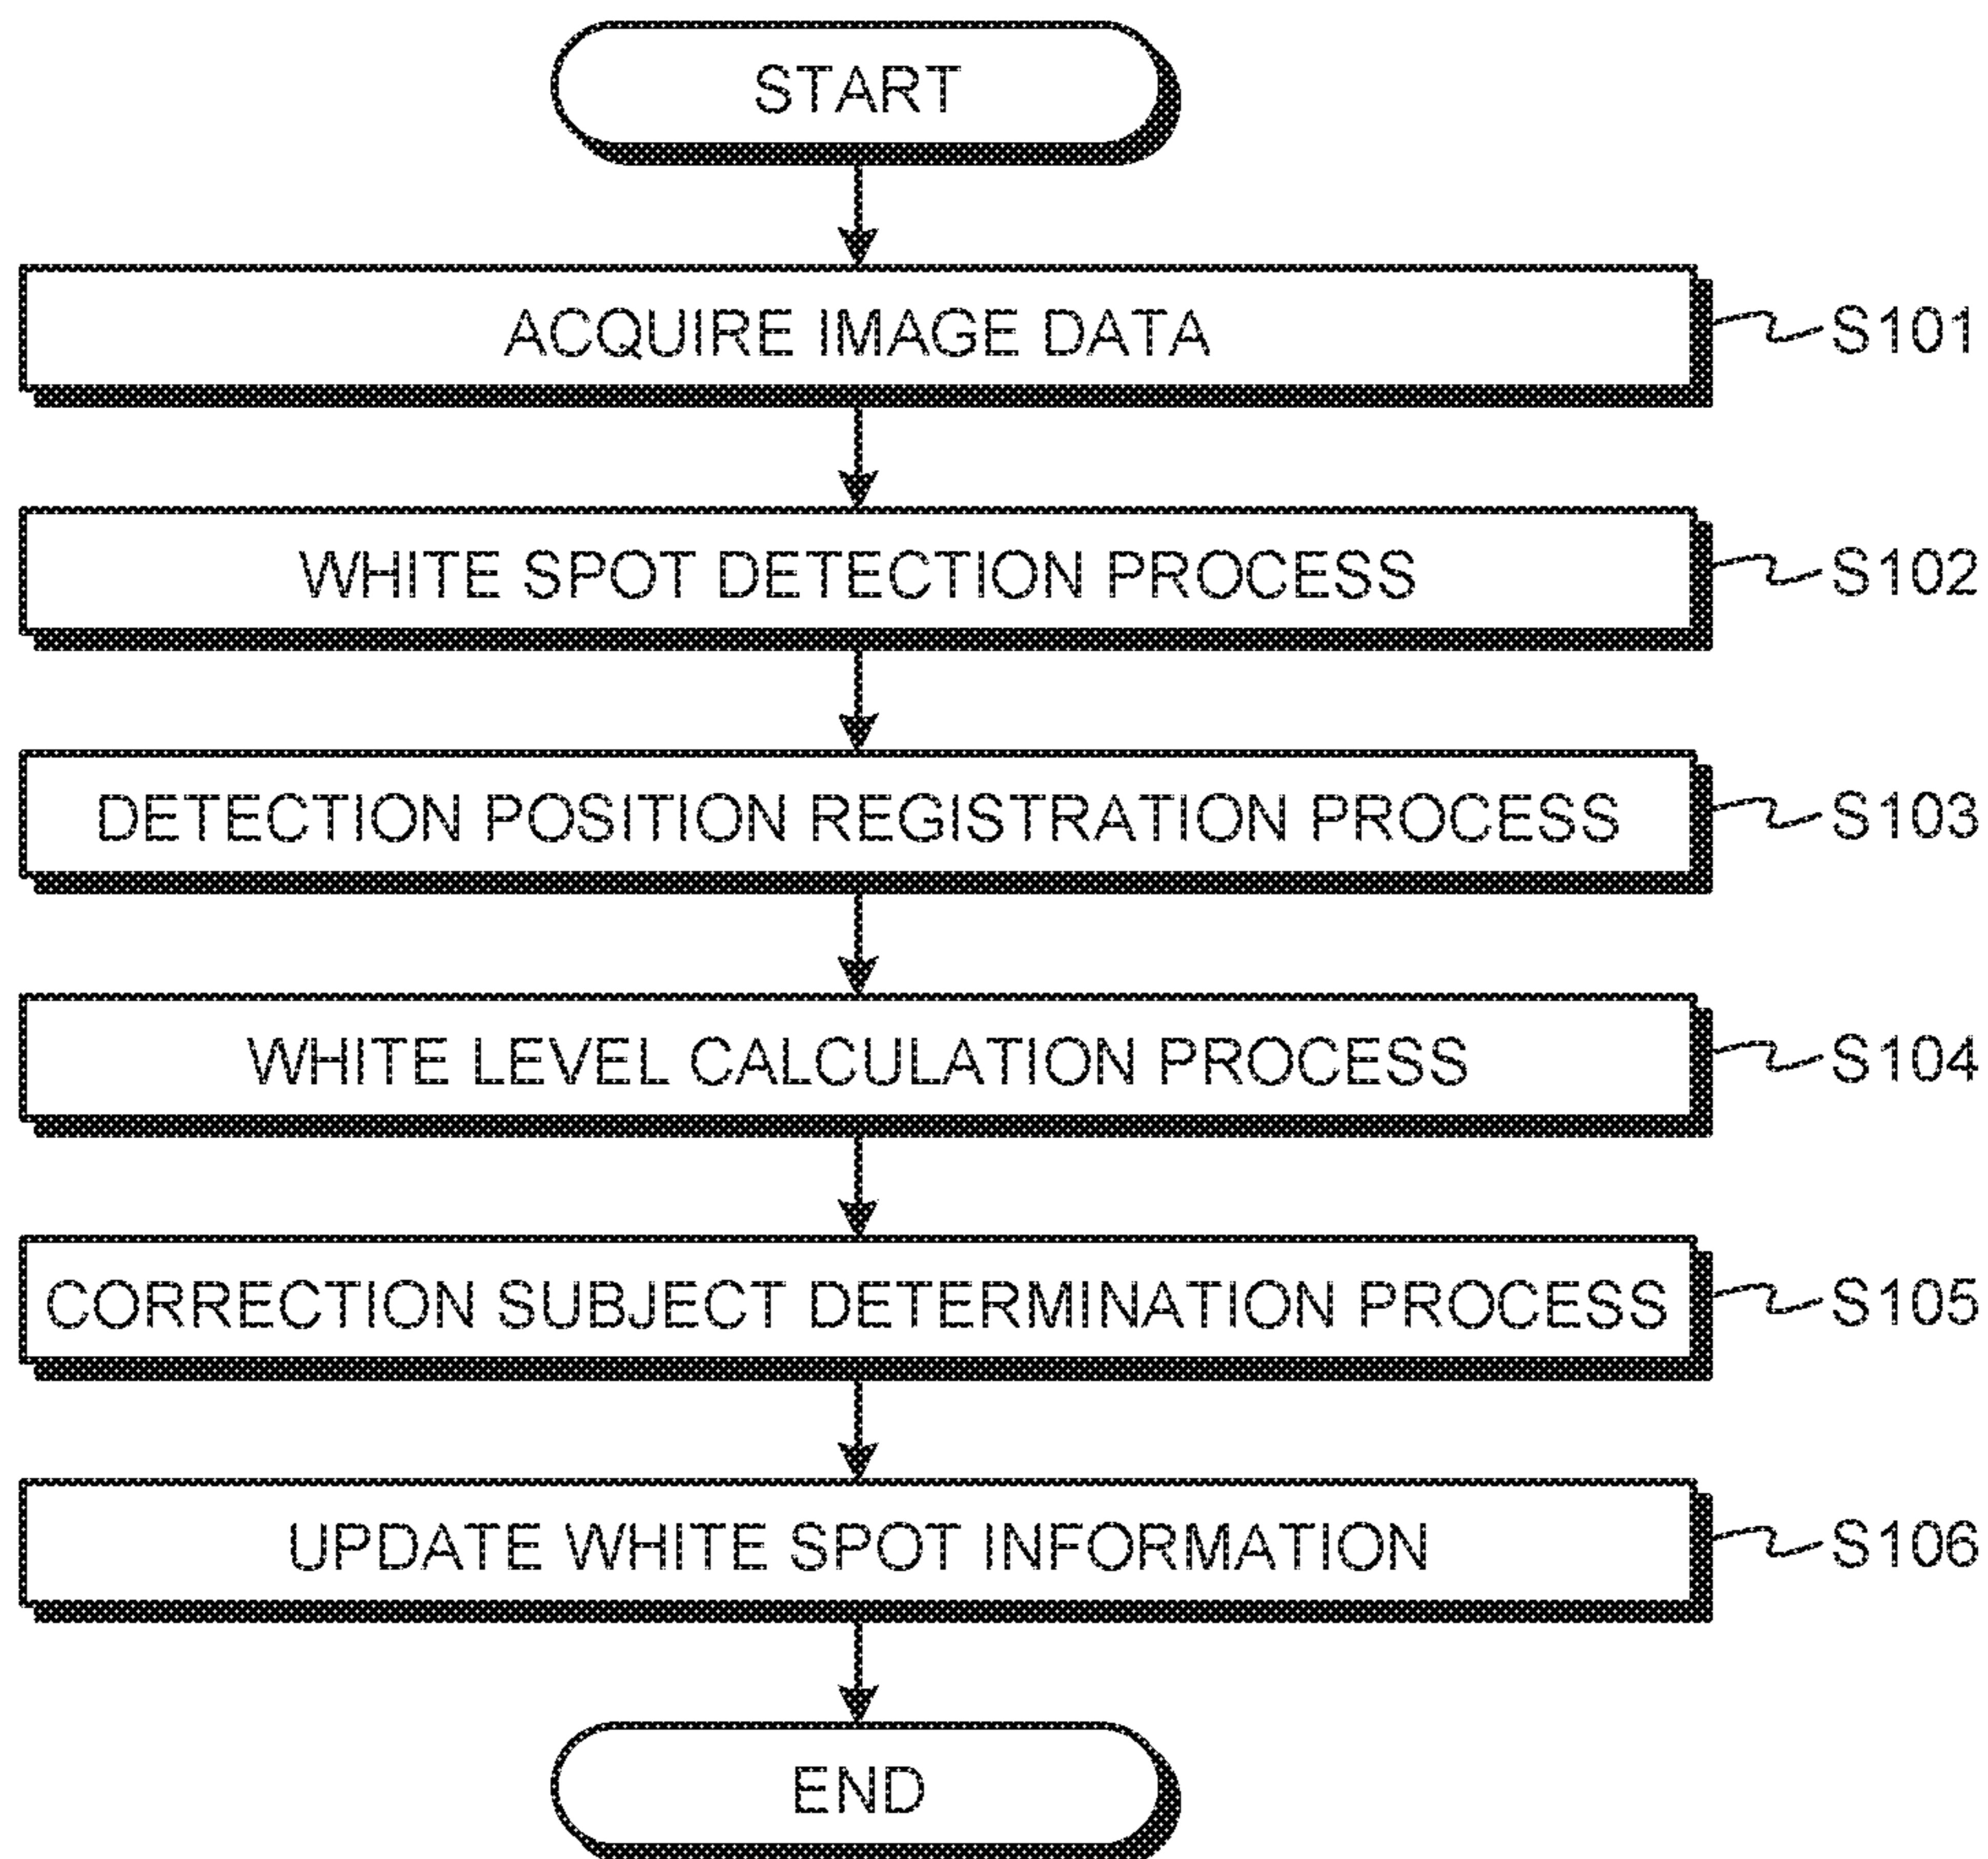 START
ACQUIRE IMAGE DATA
S101
WHITE SPOT DETECTION PROCESS
S102
DETECTION POSITION REGISTRATION PROCESS
S103
WHITE LEVEL CALCULATION PROCESS
S104
CORRECTION SUBJECT DETERMINATION PROCESS
S105
UPDATE WHITE SPOT INFORMATION
S106
END